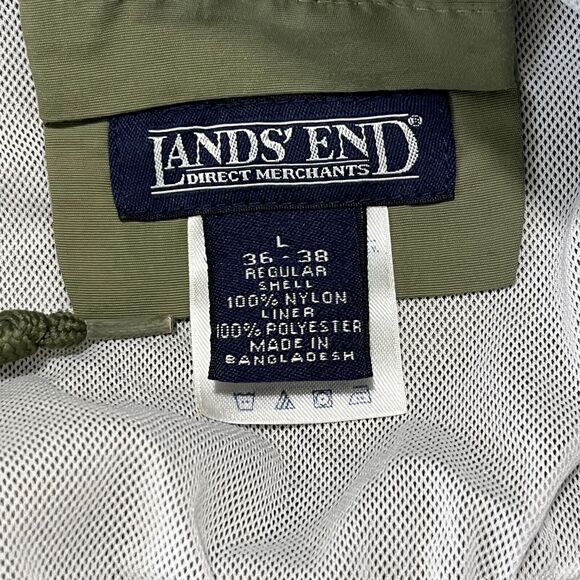 LANDS' END®
DIRECT MERCHANTS
L
36 - 38
REGULAR
SHELL
100% NYLON
LINER
100% POLYESTER
MADE IN
BANGLADESH